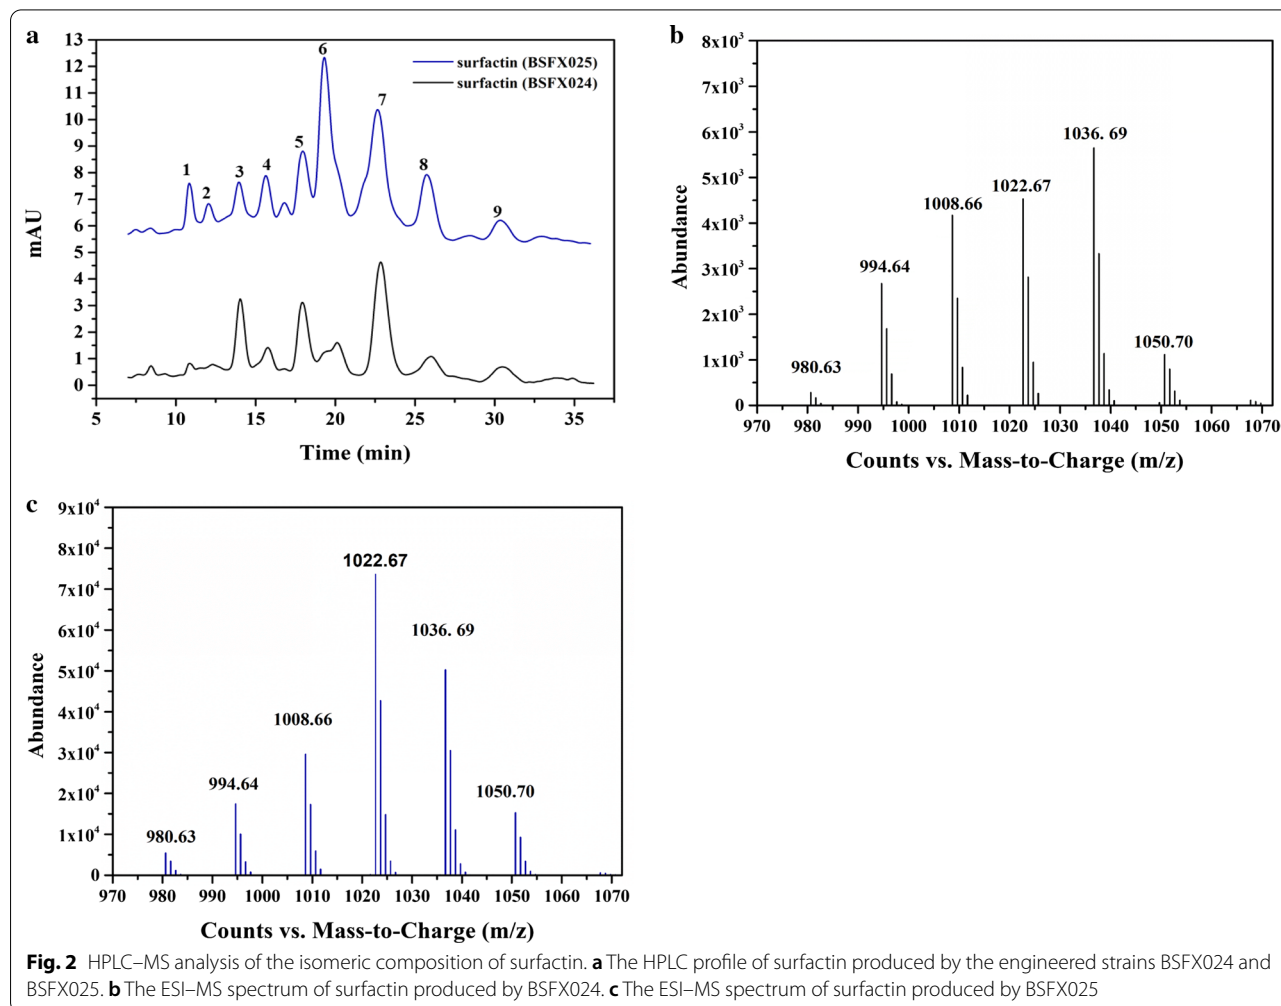 a
13
12
11
10
9
8
7
6
5
4
3
2
1
0
mAU
5 10 15 20 25 30 35
Time (min)
surfactin (BSFX025)
surfactin (BSFX024)
1 2 3 4 5 6 7 8 9
b
8x10³
7x10³
6x10³
5x10³
4x10³
3x10³
2x10³
1x10³
0
Abundance
980.63
994.64
1008.66
1022.67
1036. 69
1050.70
970 980 990 1000 1010 1020 1030 1040 1050 1060 1070
Counts vs. Mass-to-Charge (m/z)
c
9x10⁴
8x10⁴
7x10⁴
6x10⁴
5x10⁴
4x10⁴
3x10⁴
2x10⁴
1x10⁴
0
Abundance
980.63
994.64
1008.66
1022.67
1036. 69
1050.70
970 980 990 1000 1010 1020 1030 1040 1050 1060 1070
Counts vs. Mass-to-Charge (m/z)
Fig. 2 HPLC–MS analysis of the isomeric composition of surfactin. a The HPLC profile of surfactin produced by the engineered strains BSFX024 and
BSFX025. b The ESI–MS spectrum of surfactin produced by BSFX024. c The ESI–MS spectrum of surfactin produced by BSFX025